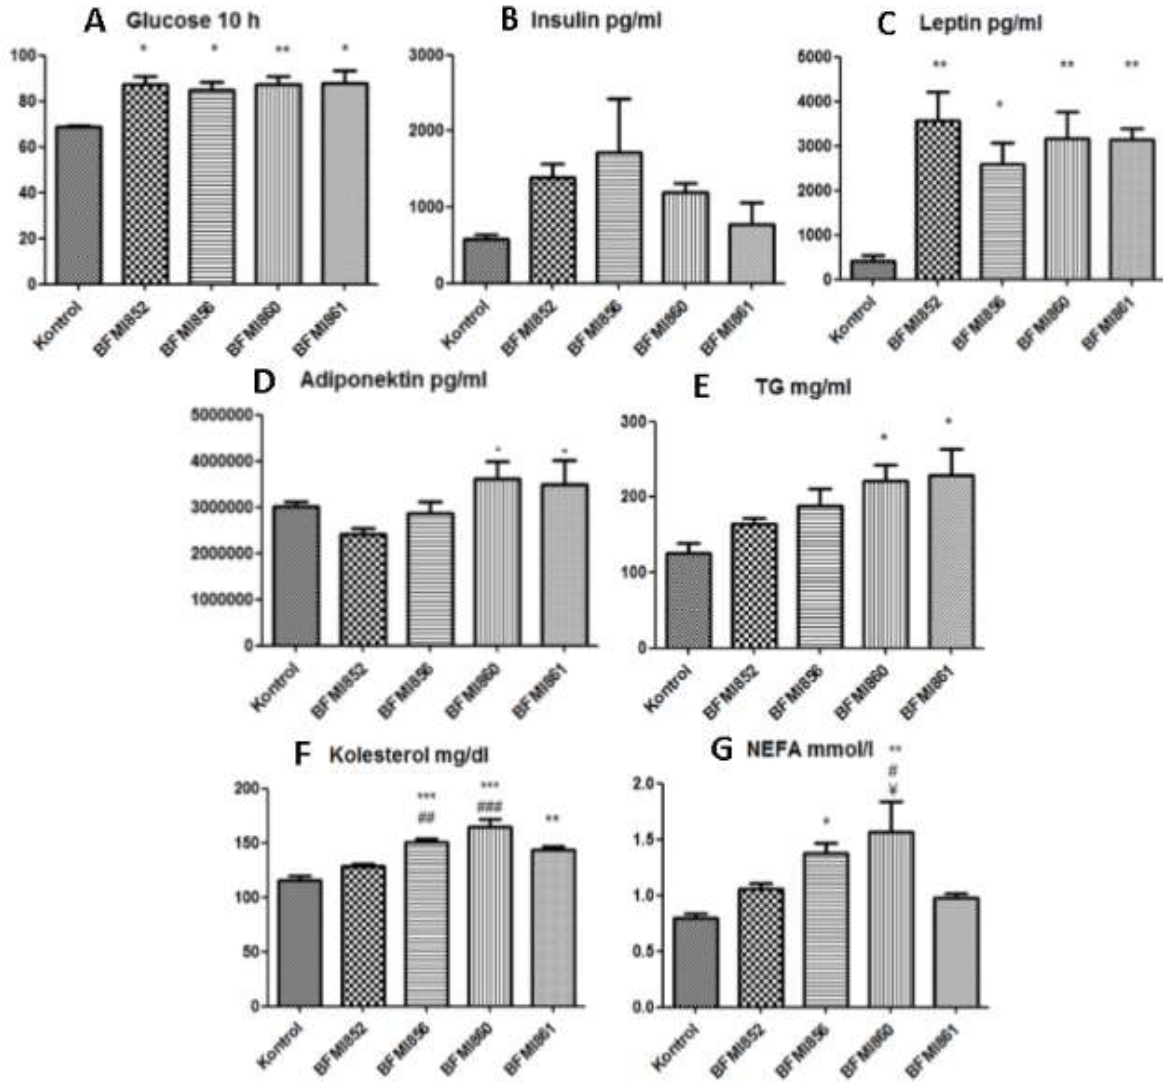 A Glucose 10 h
* * ** *
100
80
60
40
20
0
Kontrol BFMI852 BFMI856 BFMI860 BFMI861
B Insulin pg/ml
3000
2000
1000
0
Kontrol BFMI852 BFMI856 BFMI860 BFMI861
C Leptin pg/ml
** * ** **
5000
4000
3000
2000
1000
0
Kontrol BFMI852 BFMI856 BFMI860 BFMI861
D Adiponektin pg/ml
5000000
4000000
3000000
2000000
1000000
0
Kontrol BFMI852 BFMI856 BFMI860 BFMI861
E TG mg/ml
* *
300
200
100
0
Kontrol BFMI852 BFMI856 BFMI860 BFMI861
F Kolesterol mg/dl
*** *** **
## ###
200
150
100
50
0
Kontrol BFMI852 BFMI856 BFMI860 BFMI861
G NEFA mmol/l
**
#
¥
*
2.0
1.5
1.0
0.5
0.0
Kontrol BFMI852 BFMI856 BFMI860 BFMI861